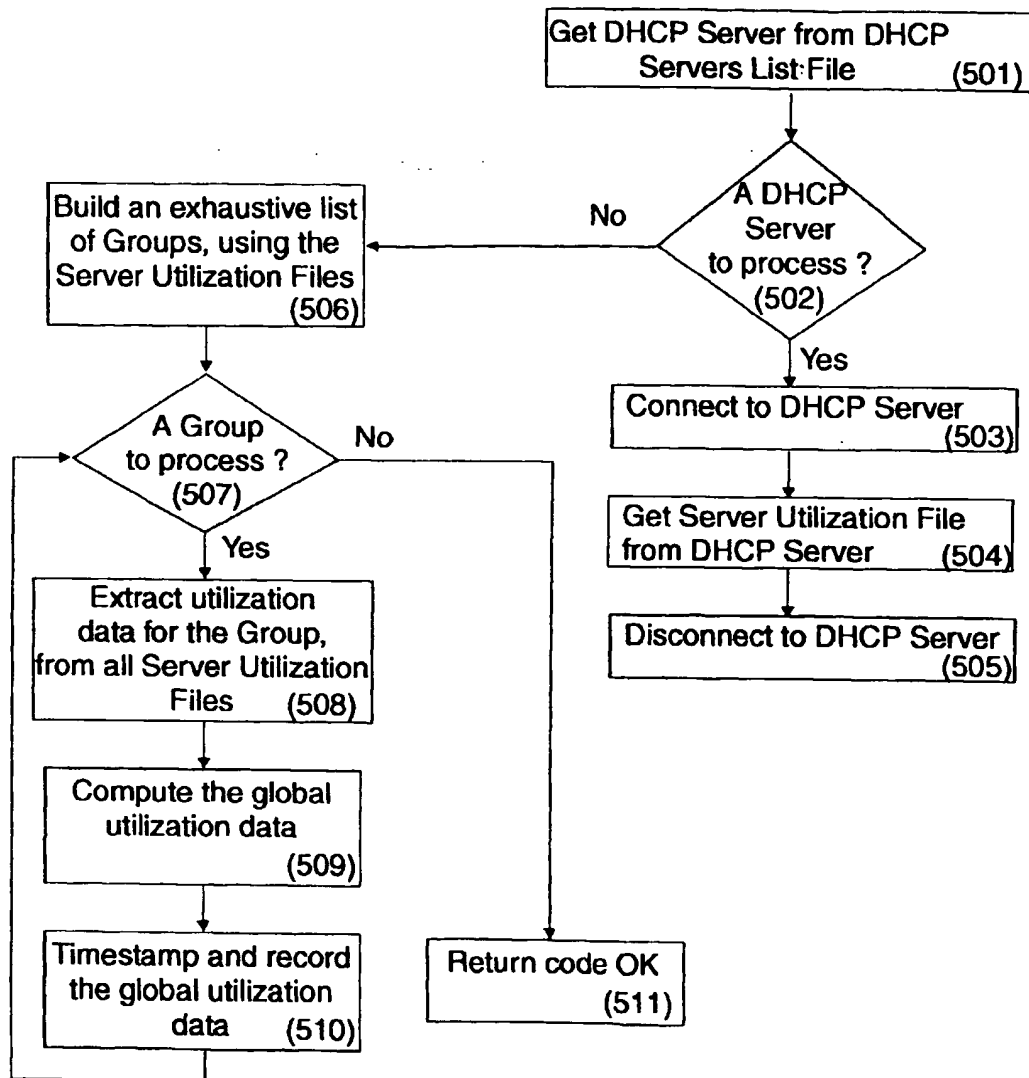 Get DHCP Server from DHCP
Servers List File (501)
A DHCP
Server
to process ?
(502)
No
Yes
Build an exhaustive list
of Groups, using the
Server Utilization Files
(506)
Connect to DHCP Server
(503)
A Group
to process ?
(507)
No
Yes
Get Server Utilization File
from DHCP Server (504)
Extract utilization
data for the Group,
from all Server Utilization
Files (508)
Disconnect to DHCP Server
(505)
Compute the global
utilization data
(509)
Timestamp and record
the global utilization
data (510)
Return code OK
(511)